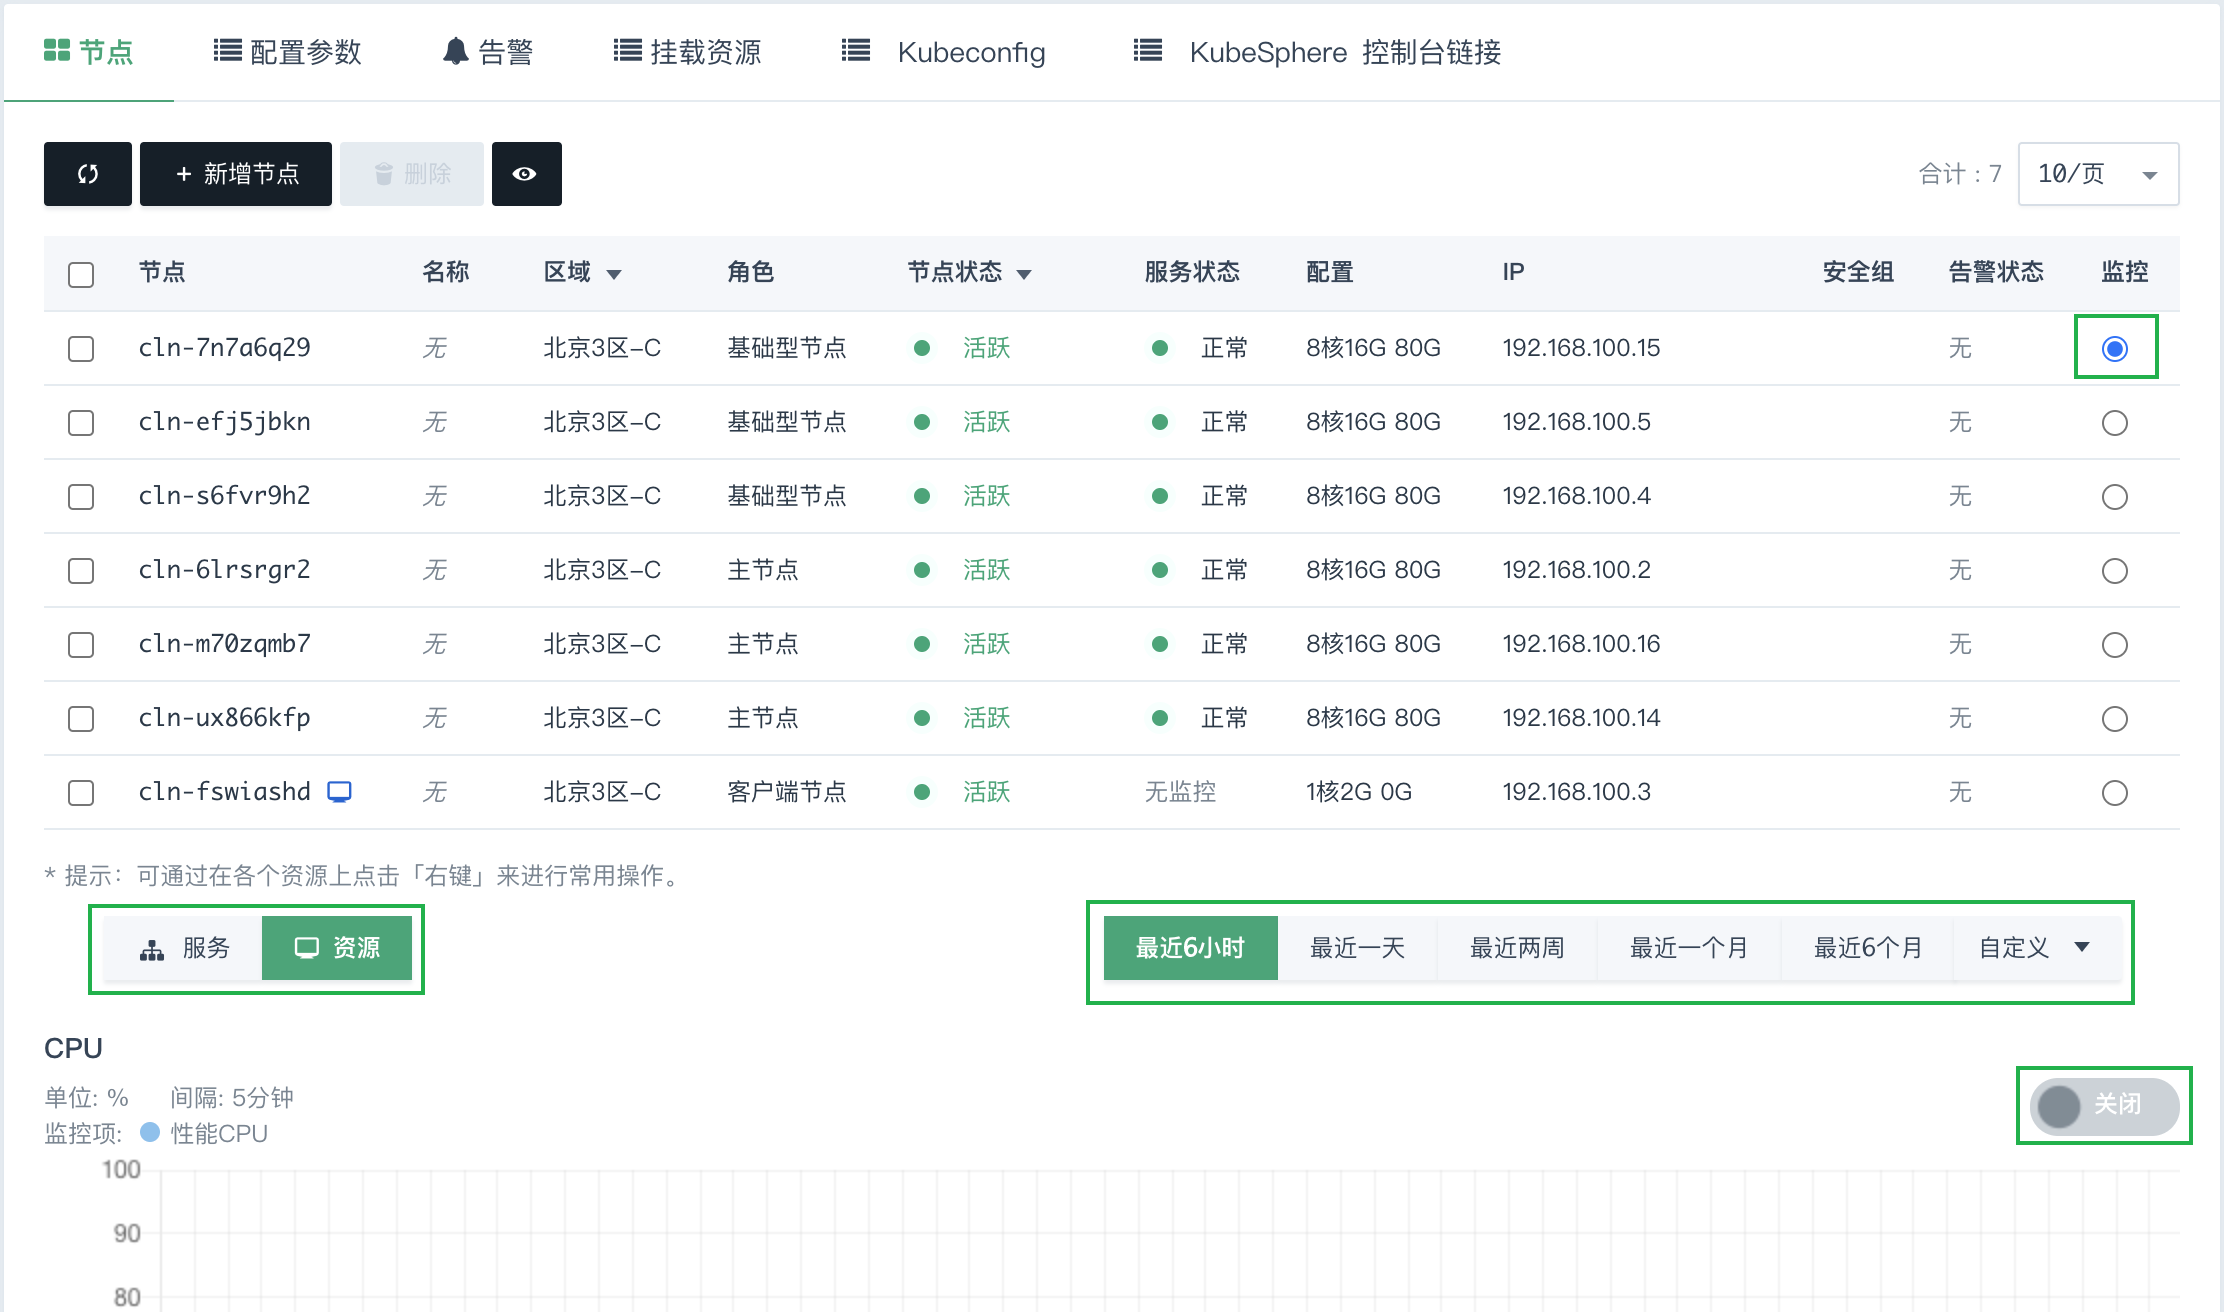 节点 配置参数 告警 挂载资源 Kubeconfig KubeSphere 控制台链接
+ 新增节点 删除 合计：7 10/页
节点 名称 区域 角色 节点状态 服务状态 配置 IP 安全组 告警状态 监控
cln-7n7a6q29 无 北京3区-C 基础型节点 活跃 正常 8核16G 80G 192.168.100.15 无
cln-efj5jbkn 无 北京3区-C 基础型节点 活跃 正常 8核16G 80G 192.168.100.5 无
cln-s6fvr9h2 无 北京3区-C 基础型节点 活跃 正常 8核16G 80G 192.168.100.4 无
cln-6lrsrgr2 无 北京3区-C 主节点 活跃 正常 8核16G 80G 192.168.100.2 无
cln-m70zqmb7 无 北京3区-C 主节点 活跃 正常 8核16G 80G 192.168.100.16 无
cln-ux866kfp 无 北京3区-C 主节点 活跃 正常 8核16G 80G 192.168.100.14 无
cln-fswiashd 无 北京3区-C 客户端节点 活跃 无监控 1核2G 0G 192.168.100.3 无
* 提示：可通过在各个资源上点击「右键」来进行常用操作。
服务 资源 最近6小时 最近一天 最近两周 最近一个月 最近6个月 自定义
CPU
单位: % 间隔: 5分钟
关闭
监控项: 性能CPU
100
90
80